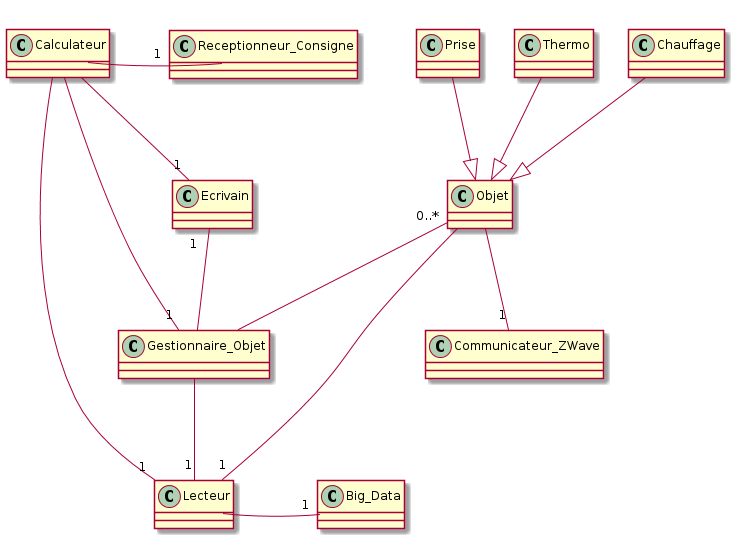 C Calculateur
1
C Receptionneur_Consigne
C Prise
C Thermo
C Chauffage
1
C Ecrivain
C Objet
0..*
1
1
1
C Gestionnaire_Objet
C Communicateur_ZWave
1
1
1
C Lecteur
1
C Big_Data